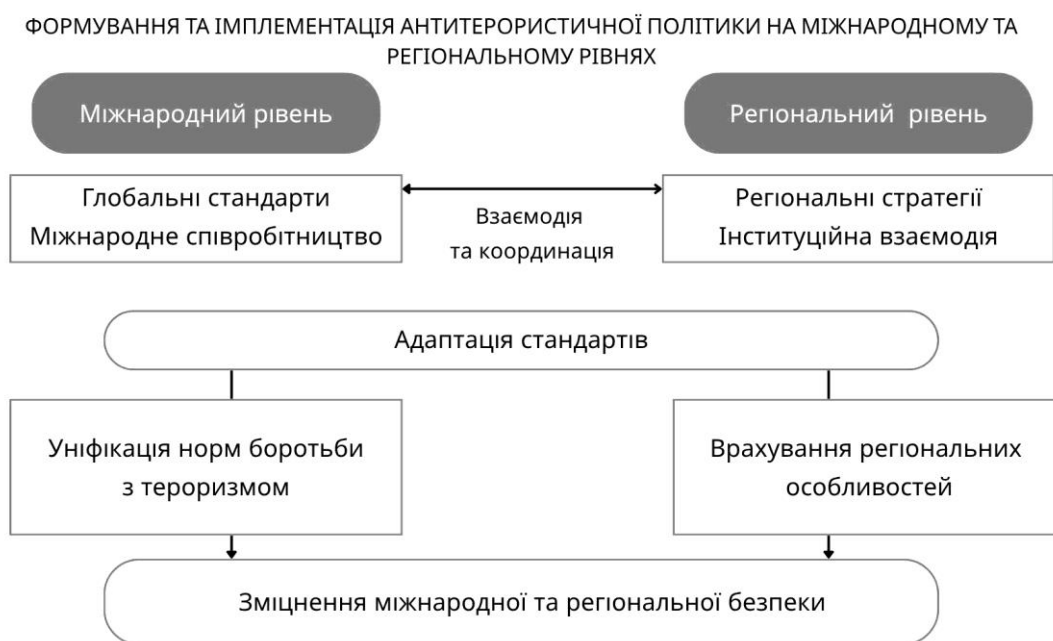 ФОРМУВАННЯ ТА ІМПЛЕМЕНТАЦІЯ АНТИТЕРОРИСТИЧНОЇ ПОЛІТИКИ НА МІЖНАРОДНОМУ ТА
РЕГІОНАЛЬНОМУ РІВНЯХ
Міжнародний рівень
Регіональний рівень
Глобальні стандарти
Міжнародне співробітництво
Взаємодія
та координація
Регіональні стратегії
Інституційна взаємодія
Адаптація стандартів
Уніфікація норм боротьби
з тероризмом
Врахування регіональних
особливостей
Зміцнення міжнародної та регіональної безпеки